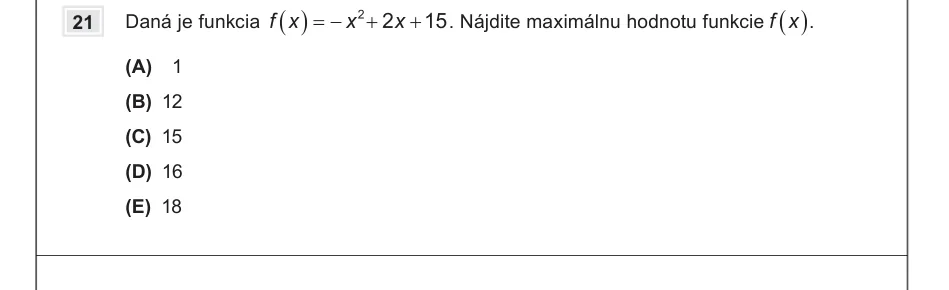 21 Daná je funkcia f(x) = −x² + 2x + 15. Nájdite maximálnu hodnotu funkcie f(x).
(A) 1
(B) 12
(C) 15
(D) 16
(E) 18